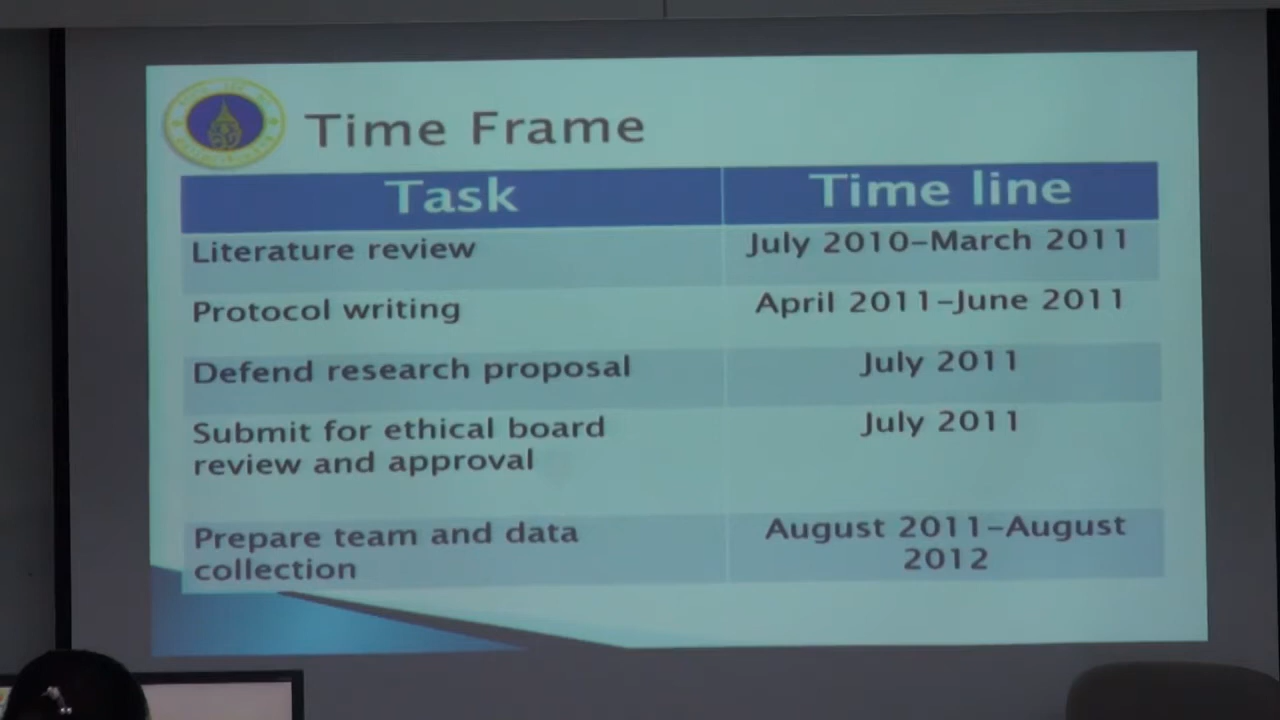 Time Frame
Task Time line
Literature review July 2010-March 2011
Protocol writing April 2011-June 2011
Defend research proposal July 2011
Submit for ethical board July 2011
review and approval
Prepare team and data August 2011-August
collection 2012